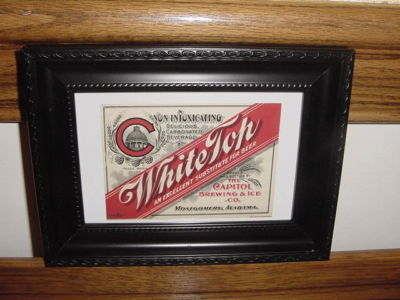 NON-INTOXICATING
DELICIOUS
CARBONATED
BEVERAGE
C
White Top
AN EXCELLENT SUBSTITUTE FOR BEER
THE
CAPITOL
BREWING & ICE
CO.
MONTGOMERY, ALABAMA.